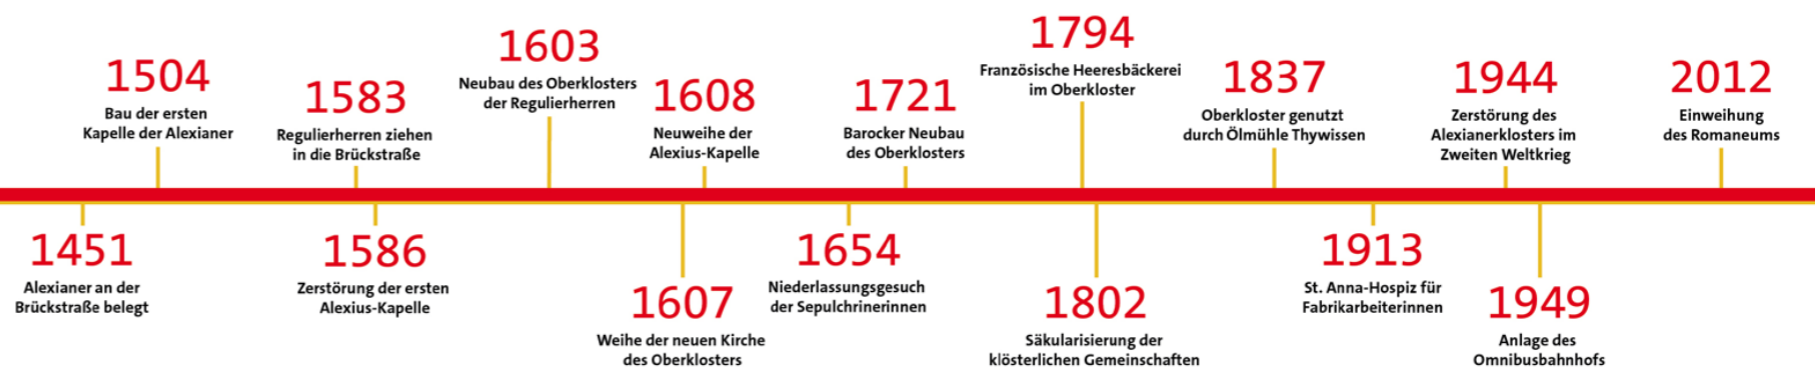 1504
Bau der ersten
Kapelle der Alexianer
1583
Regulierherren ziehen
in die Brückstraße
1603
Neubau des Oberklosters
der Regulierherren
1608
Neuweihe der
Alexius-Kapelle
1721
Barocker Neubau
des Oberklosters
1794
Französische Heeresbäckerei
im Oberkloster
1837
Oberkloster genutzt
durch Ölmühle Thywissen
1944
Zerstörung des
Alexianerklosters im
Zweiten Weltkrieg
2012
Einweihung
des Romaneums
1451
Alexianer an der
Brückstraße belegt
1586
Zerstörung der ersten
Alexius-Kapelle
1607
Weihe der neuen Kirche
des Oberklosters
1654
Niederlassungsgesuch
der Sepulchrinerinnen
1802
Säkularisierung der
klösterlichen Gemeinschaften
1913
St. Anna-Hospiz für
Fabrikarbeiterinnen
1949
Anlage des
Omnibusbahnhofs